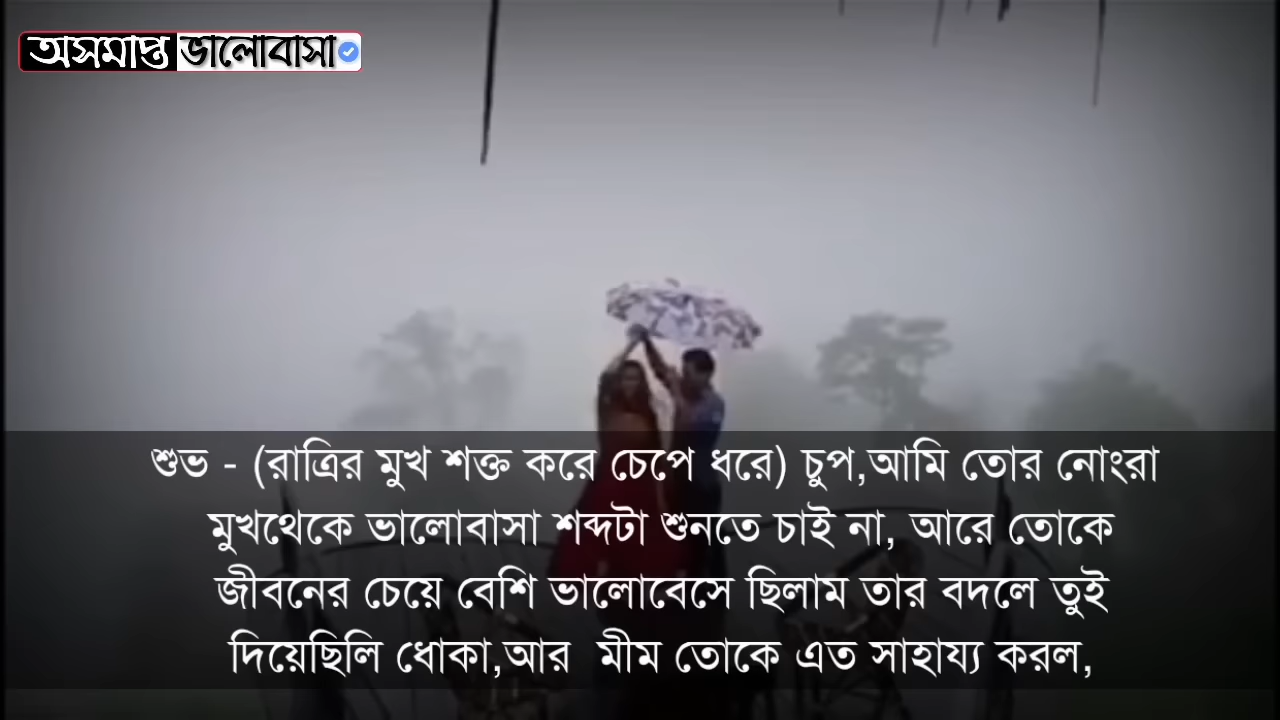 অসমাপ্ত ভালোবাসা
শুভ - (রাত্রির মুখ শক্ত করে চেপে ধরে) চুপ,আমি তোর নোংরা
মুখথেকে ভালোবাসা শব্দটা শুনতে চাই না, আরে তোকে
জীবনের চেয়ে বেশি ভালোবেসে ছিলাম তার বদলে তুই
দিয়েছিলি ধোকা,আর মীম তোকে এত সাহায্য করল,